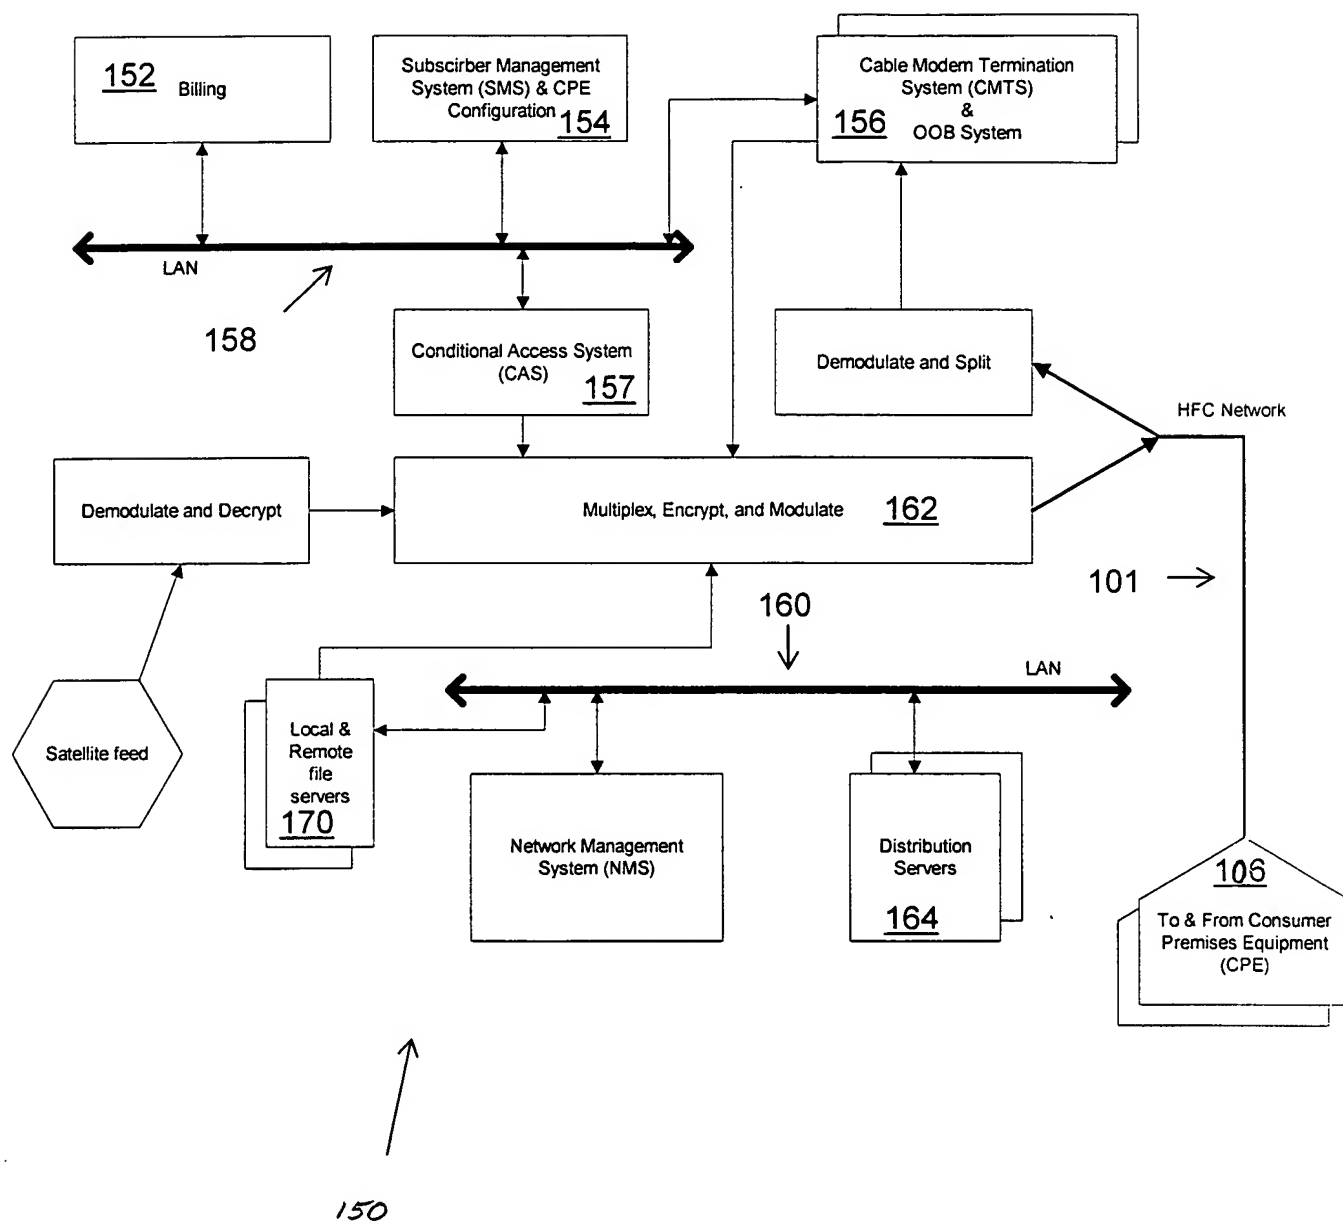 152 Billing
Subscirber Management
System (SMS) & CPE
Configuration 154
Cable Modem Termination
System (CMTS)
&
156 OOB System
LAN
158
Conditional Access System
(CAS)
157
Demodulate and Split
HFC Network
Demodulate and Decrypt
Multiplex, Encrypt, and Modulate 162
101
160
LAN
Satellite feed
Local &
Remote
file
servers
170
Network Management
System (NMS)
Distribution
Servers
164
106
To & From Consumer
Premises Equipment
(CPE)
150